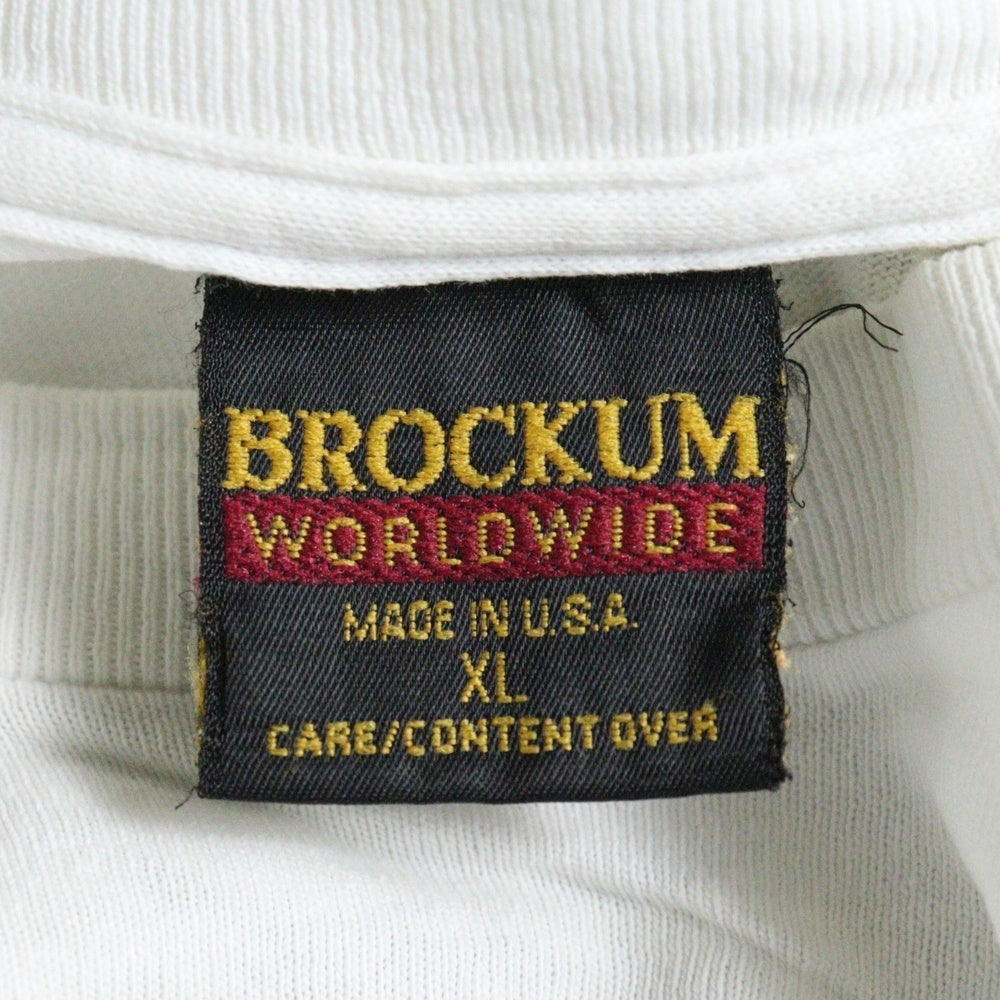 BROCKUM
WORLDWIDE
MADE IN U.S.A.
XL
CARE/CONTENT OVER